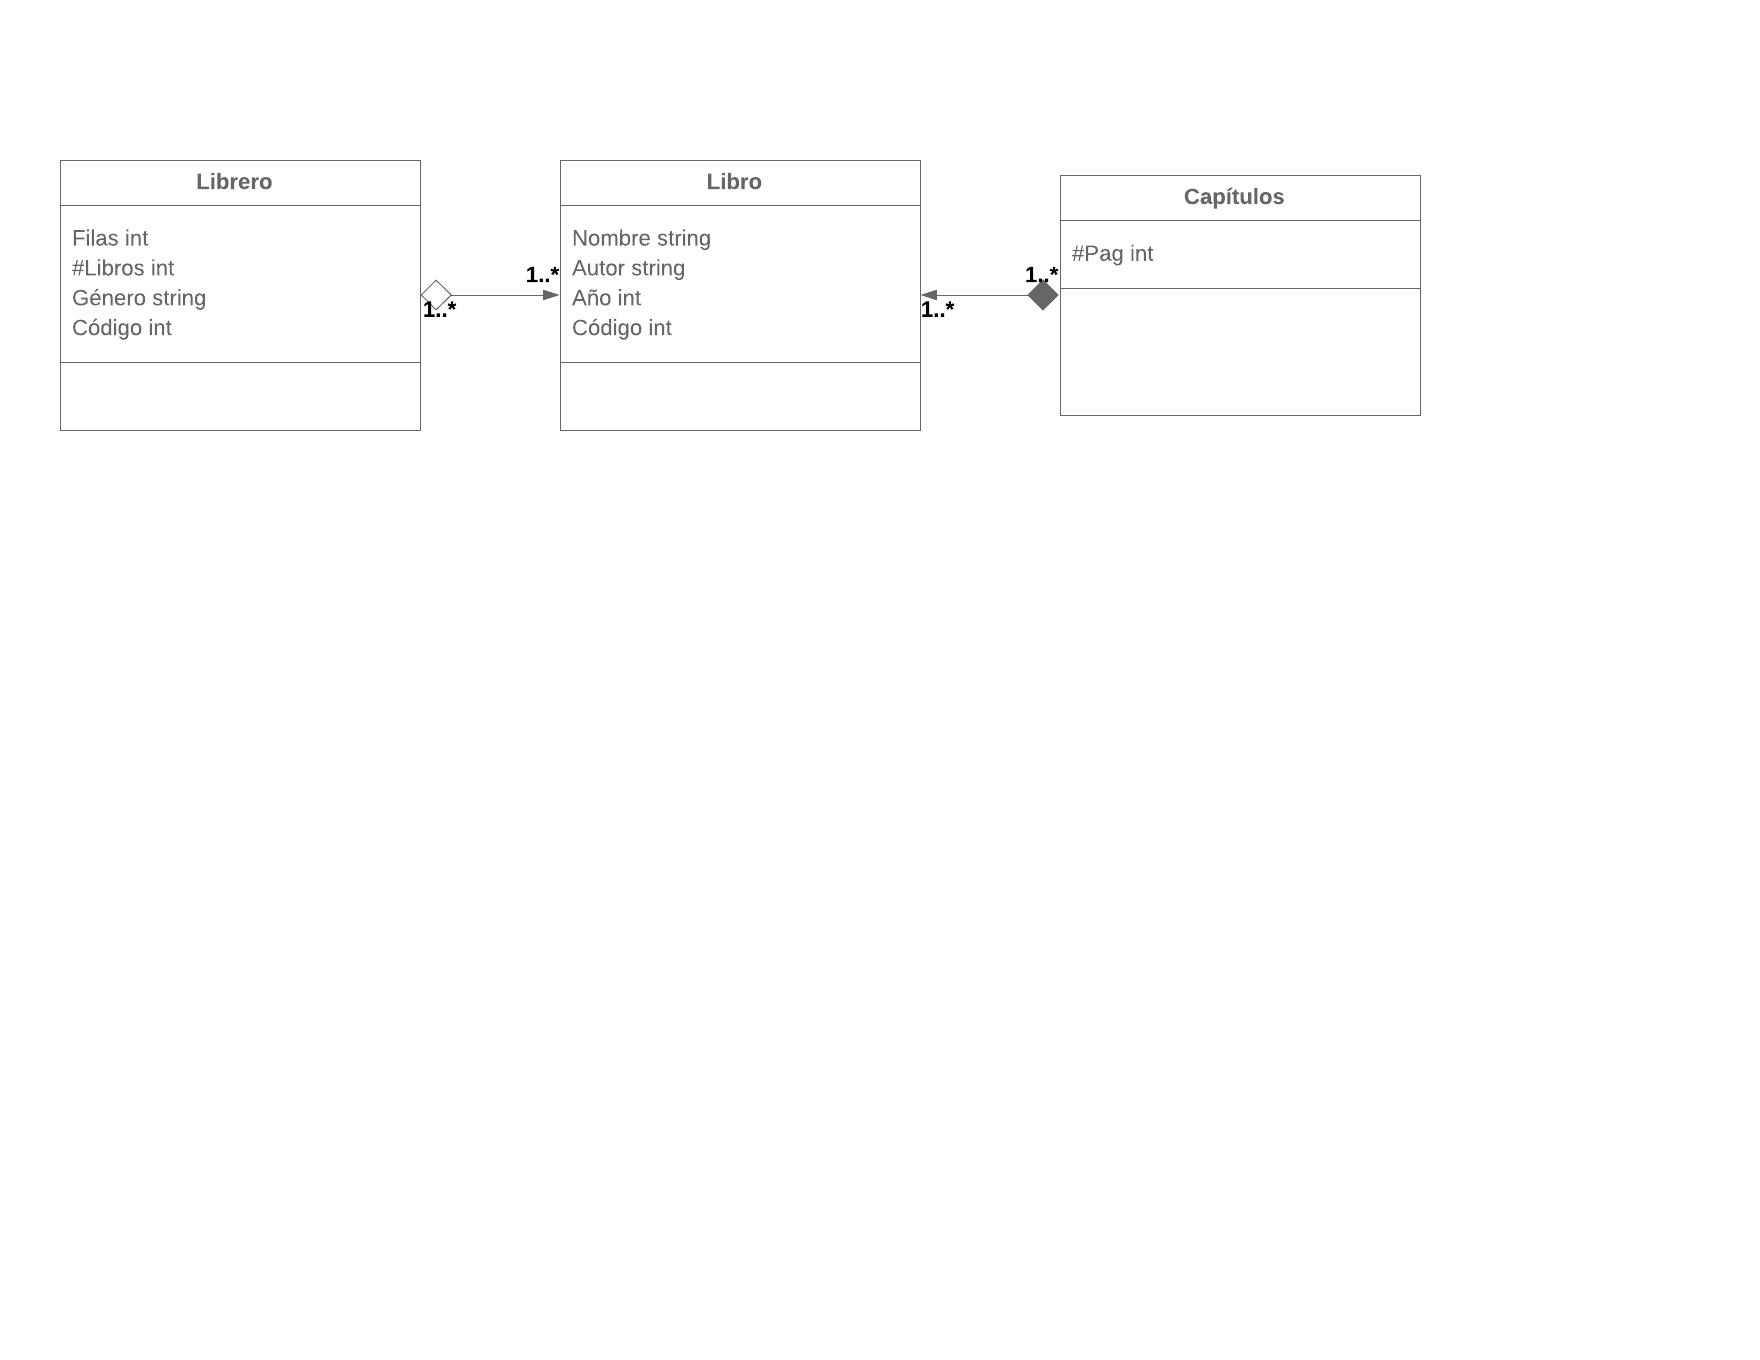 Librero
Filas int
#Libros int
Género string
Código int
1..*
1..*
Libro
Nombre string
Autor string
Año int
Código int
1..*
1..*
Capítulos
#Pag int